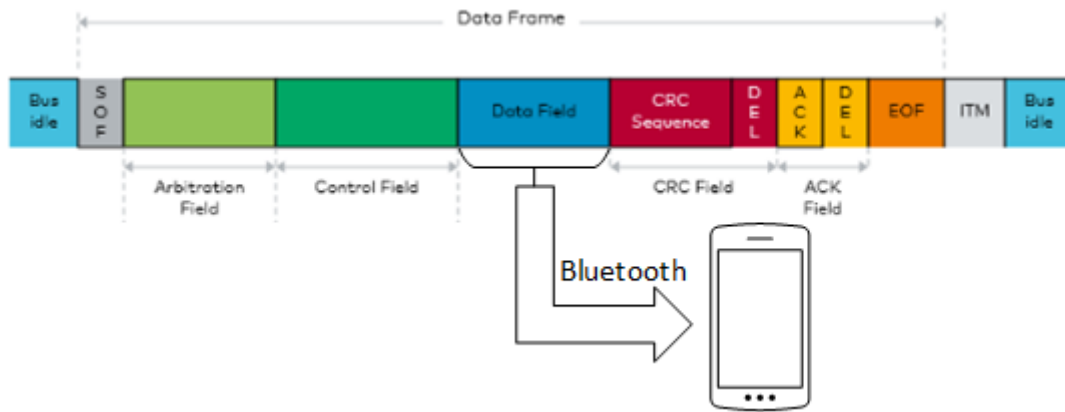 Data Frame
Bus
idle
S
O
F
Data Field
CRC
Sequence
D
E
L
A
C
K
D
E
L
EOF
ITM
Bus
idle
Arbitration
Field
Control Field
CRC Field
ACK
Field
Bluetooth